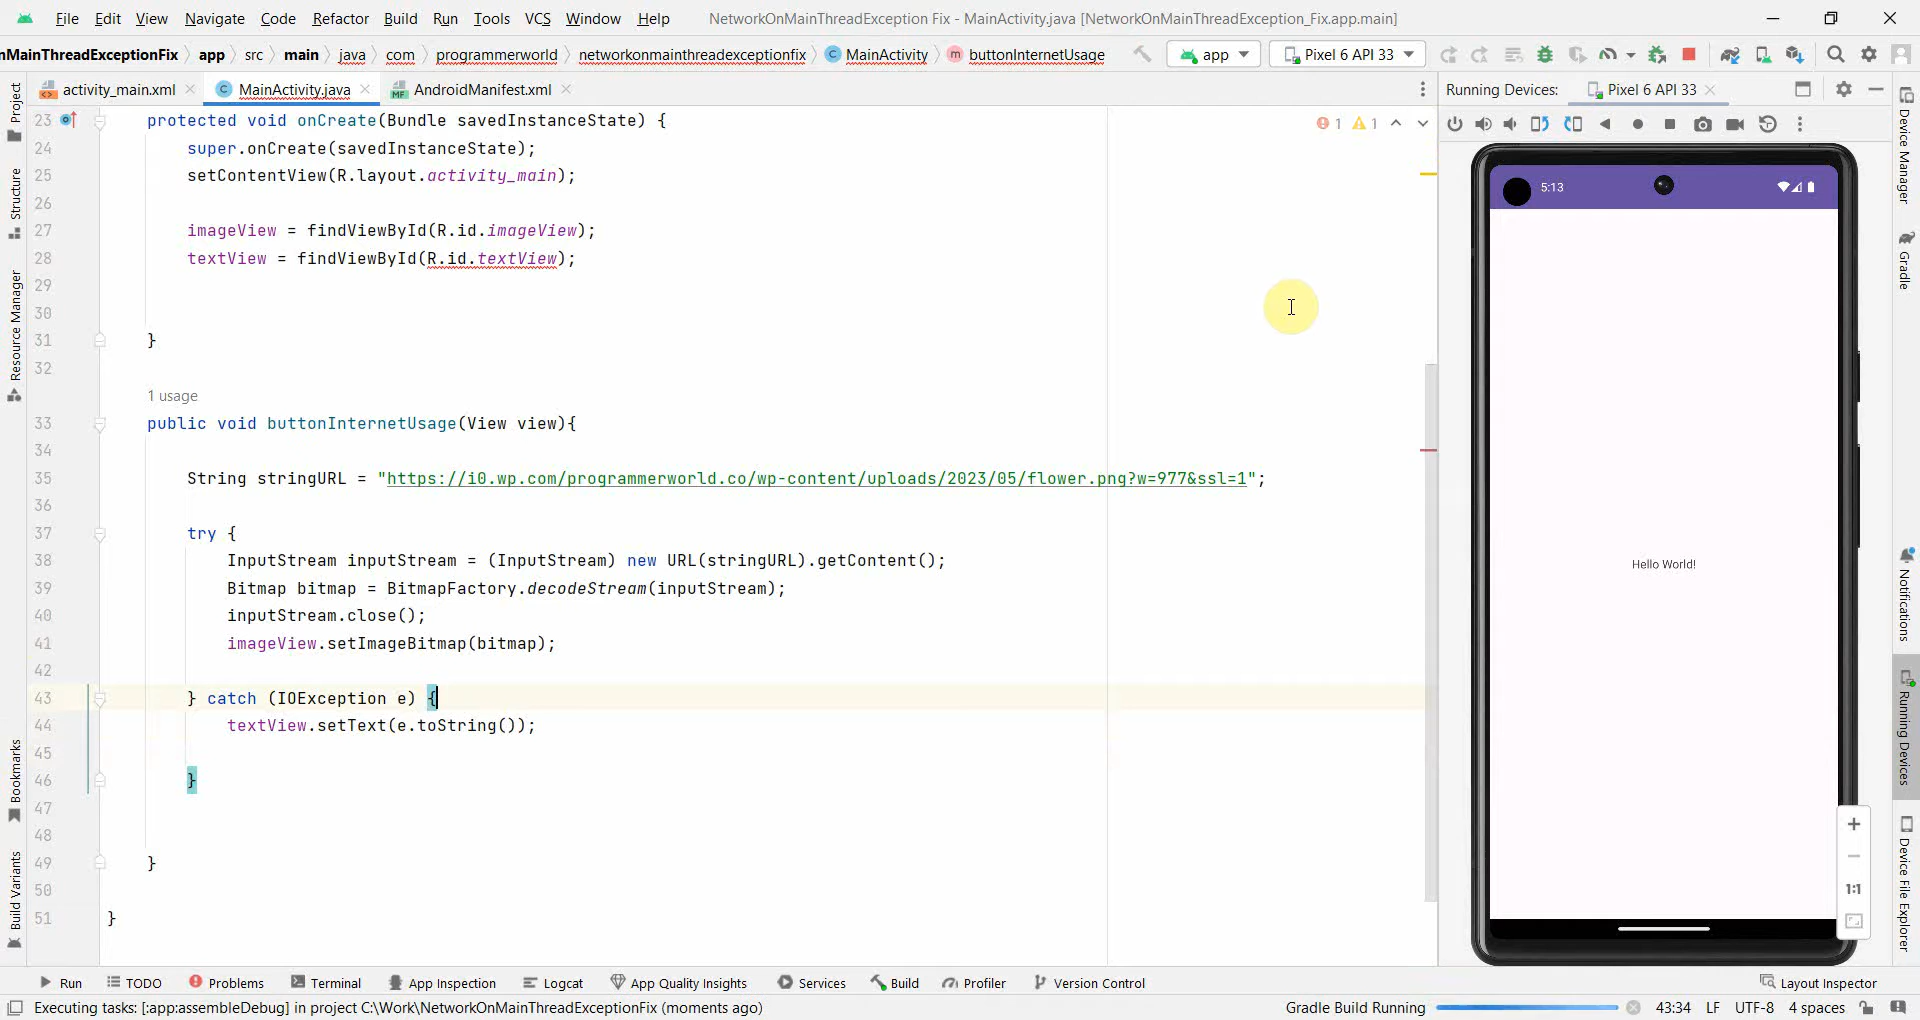 File Edit View Navigate Code Refactor Build Run Tools VCS Window Help NetworkOnMainThreadException Fix - MainActivity.java [NetworkOnMainThreadException_Fix.app.main]
nMainThreadExceptionFix app src main java com programmerworld networkonmainthreadexceptionfix C MainActivity m buttonInternetUsage app Pixel 6 API 33
activity_main.xml C MainActivity.java MF AndroidManifest.xml Running Devices: Pixel 6 API 33
1 1
23 protected void onCreate(Bundle savedInstanceState) {
24 super.onCreate(savedInstanceState);
25 setContentView(R.layout.activity_main);
26
27 imageView = findViewById(R.id.imageView);
28 textView = findViewById(R.id.textView);
29
30
31 }
32
1 usage
33 public void buttonInternetUsage(View view){
34
35 String stringURL = "https://i0.wp.com/programmerworld.co/wp-content/uploads/2023/05/flower.png?w=977&ssl=1";
36
37 try {
38 InputStream inputStream = (InputStream) new URL(stringURL).getContent();
39 Bitmap bitmap = BitmapFactory.decodeStream(inputStream);
40 inputStream.close();
41 imageView.setImageBitmap(bitmap);
42
43 } catch (IOException e) {
44 textView.setText(e.toString());
45
46 }
47
48
49 }
50
51 }
Project
Structure
Resource Manager
Bookmarks
Build Variants
5:13
Hello World!
1:1
Device Manager
Gradle
Notifications
Running Devices
Device File Explorer
Run TODO Problems Terminal App Inspection Logcat App Quality Insights Services Build Profiler Version Control Layout Inspector
Executing tasks: [:app:assembleDebug] in project C:\Work\NetworkOnMainThreadExceptionFix (moments ago) Gradle Build Running 43:34 LF UTF-8 4 spaces